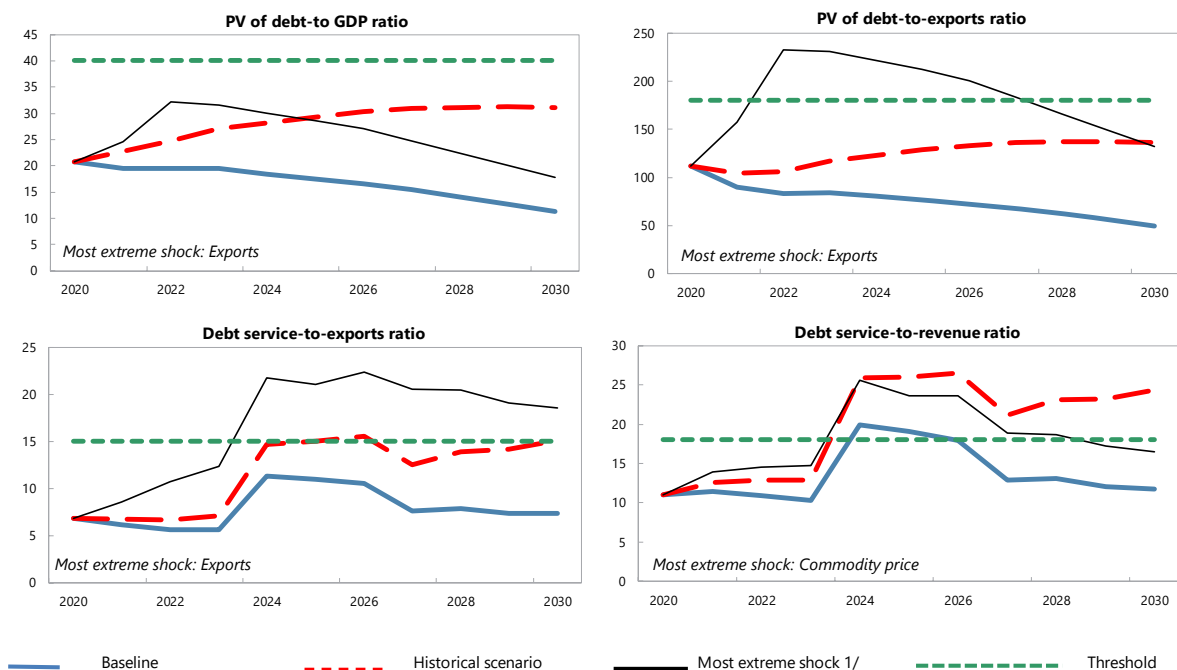 PV of debt-to GDP ratio
45
40
35
30
25
20
15
10
5
0
Most extreme shock: Exports
2020 2022 2024 2026 2028 2030
PV of debt-to-exports ratio
250
200
150
100
50
0
Most extreme shock: Exports
2020 2022 2024 2026 2028 2030
Debt service-to-exports ratio
25
20
15
10
5
0
Most extreme shock: Exports
2020 2022 2024 2026 2028 2030
Debt service-to-revenue ratio
30
25
20
15
10
5
0
Most extreme shock: Commodity price
2020 2022 2024 2026 2028 2030
Baseline Historical scenario Most extreme shock 1/ Threshold